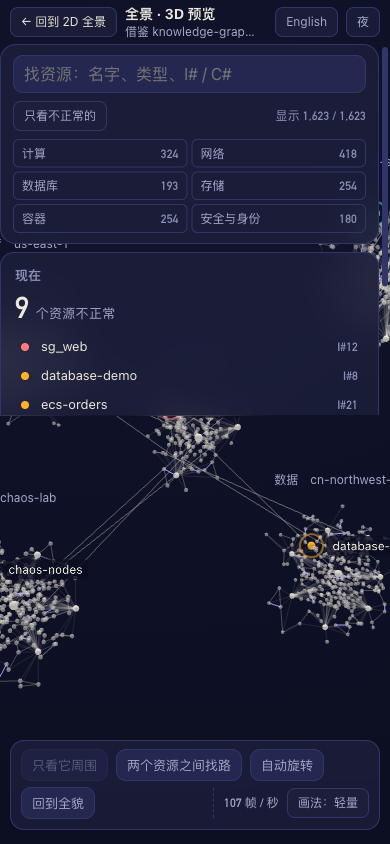 ← 回到 2D 全景
全景 · 3D 预览
借鉴 knowledge-grap...
English
夜
找资源：名字、类型、I# / C#
只看不正常的
显示 1,623 / 1,623
计算 324
网络 418
数据库 193
存储 254
容器 254
安全与身份 180
us-east-1
现在
9 个资源不正常
sg_web I#12
database-demo I#8
ecs-orders I#21
数据 cn-northwest-
chaos-lab
database-
chaos-nodes
只看它周围
两个资源之间找路
自动旋转
回到全貌
107 帧 / 秒
画法：轻量